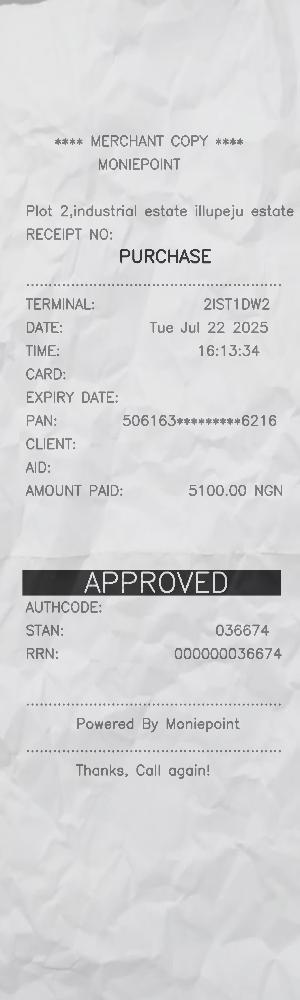 **** MERCHANT COPY ****
MONIEPOINT
Plot 2,industrial estate illupeju estate
RECEIPT NO:
PURCHASE
TERMINAL: 2IST1DW2
DATE: Tue Jul 22 2025
TIME: 16:13:34
CARD:
EXPIRY DATE:
PAN: 506163*********6216
CLIENT:
AID:
AMOUNT PAID: 5100.00 NGN
APPROVED
AUTHCODE:
STAN: 036674
RRN: 000000036674
Powered By Moniepoint
Thanks, Call again!